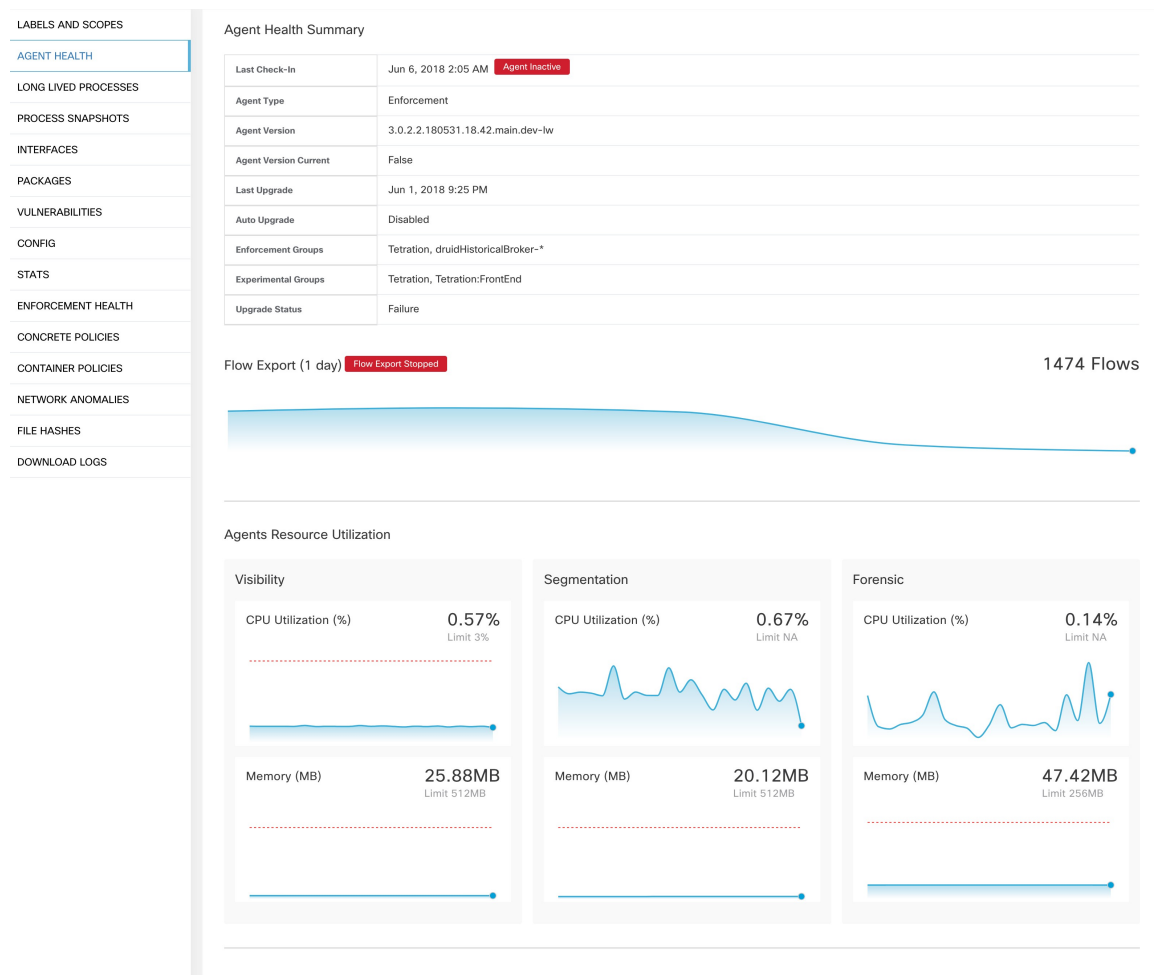 LABELS AND SCOPES
AGENT HEALTH
LONG LIVED PROCESSES
PROCESS SNAPSHOTS
INTERFACES
PACKAGES
VULNERABILITIES
CONFIG
STATS
ENFORCEMENT HEALTH
CONCRETE POLICIES
CONTAINER POLICIES
NETWORK ANOMALIES
FILE HASHES
DOWNLOAD LOGS
Agent Health Summary
Last Check-In Jun 6, 2018 2:05 AM Agent Inactive
Agent Type Enforcement
Agent Version 3.0.2.2.180531.18.42.main.dev-lw
Agent Version Current False
Last Upgrade Jun 1, 2018 9:25 PM
Auto Upgrade Disabled
Enforcement Groups Tetration, druidHistoricalBroker-*
Experimental Groups Tetration, Tetration:FrontEnd
Upgrade Status Failure
Flow Export (1 day) Flow Export Stopped 1474 Flows
Agents Resource Utilization
Visibility
CPU Utilization (%) 0.57%
Limit 3%
Memory (MB) 25.88MB
Limit 512MB
Segmentation
CPU Utilization (%) 0.67%
Limit NA
Memory (MB) 20.12MB
Limit 512MB
Forensic
CPU Utilization (%) 0.14%
Limit NA
Memory (MB) 47.42MB
Limit 256MB